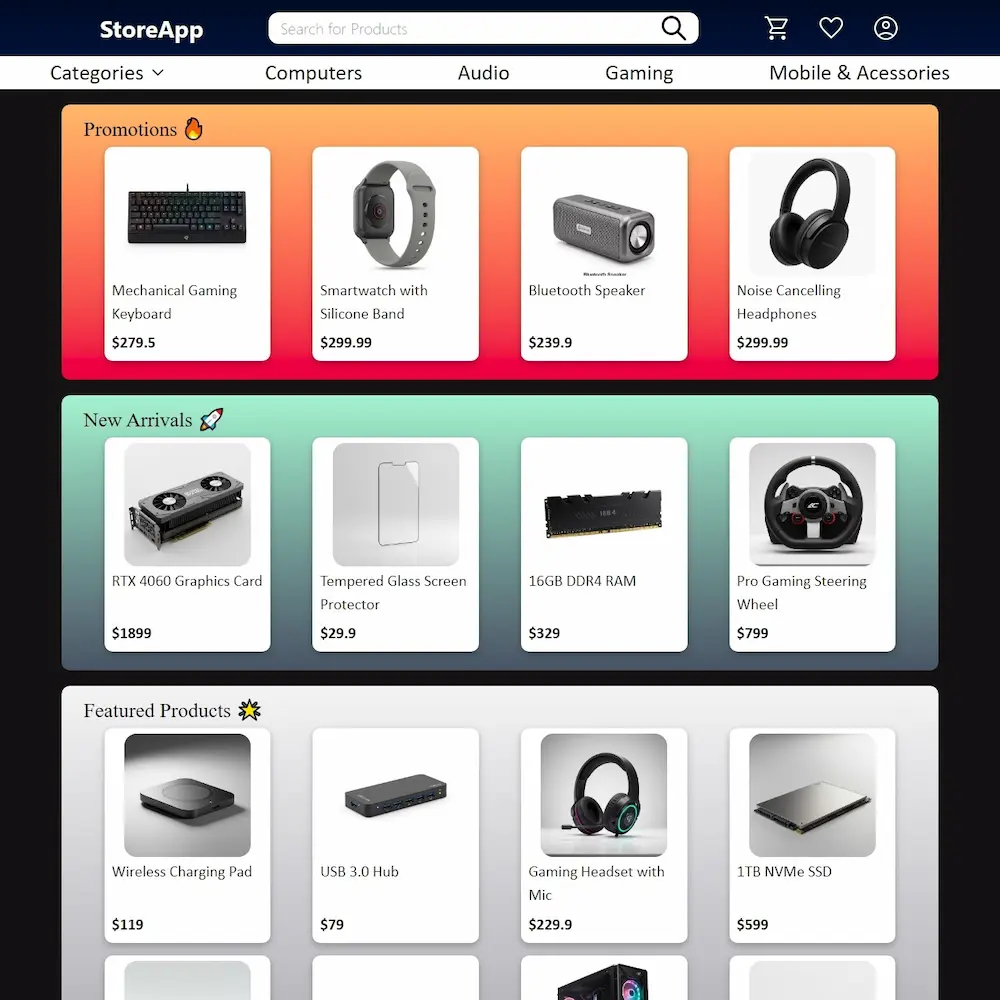 StoreApp
Search for Products
Categories
Computers
Audio
Gaming
Mobile & Acessories
Promotions 🔥
Mechanical Gaming
Keyboard
$279.5
Smartwatch with
Silicone Band
$299.99
Bluetooth Speaker
Bluetooth Speaker
$239.9
Noise Cancelling
Headphones
$299.99
New Arrivals 🚀
RTX 4060 Graphics Card
$1899
Tempered Glass Screen
Protector
$29.9
16GB DDR4 RAM
$329
Pro Gaming Steering
Wheel
$799
Featured Products 🌟
Wireless Charging Pad
$119
USB 3.0 Hub
$79
Gaming Headset with
Mic
$229.9
1TB NVMe SSD
$599